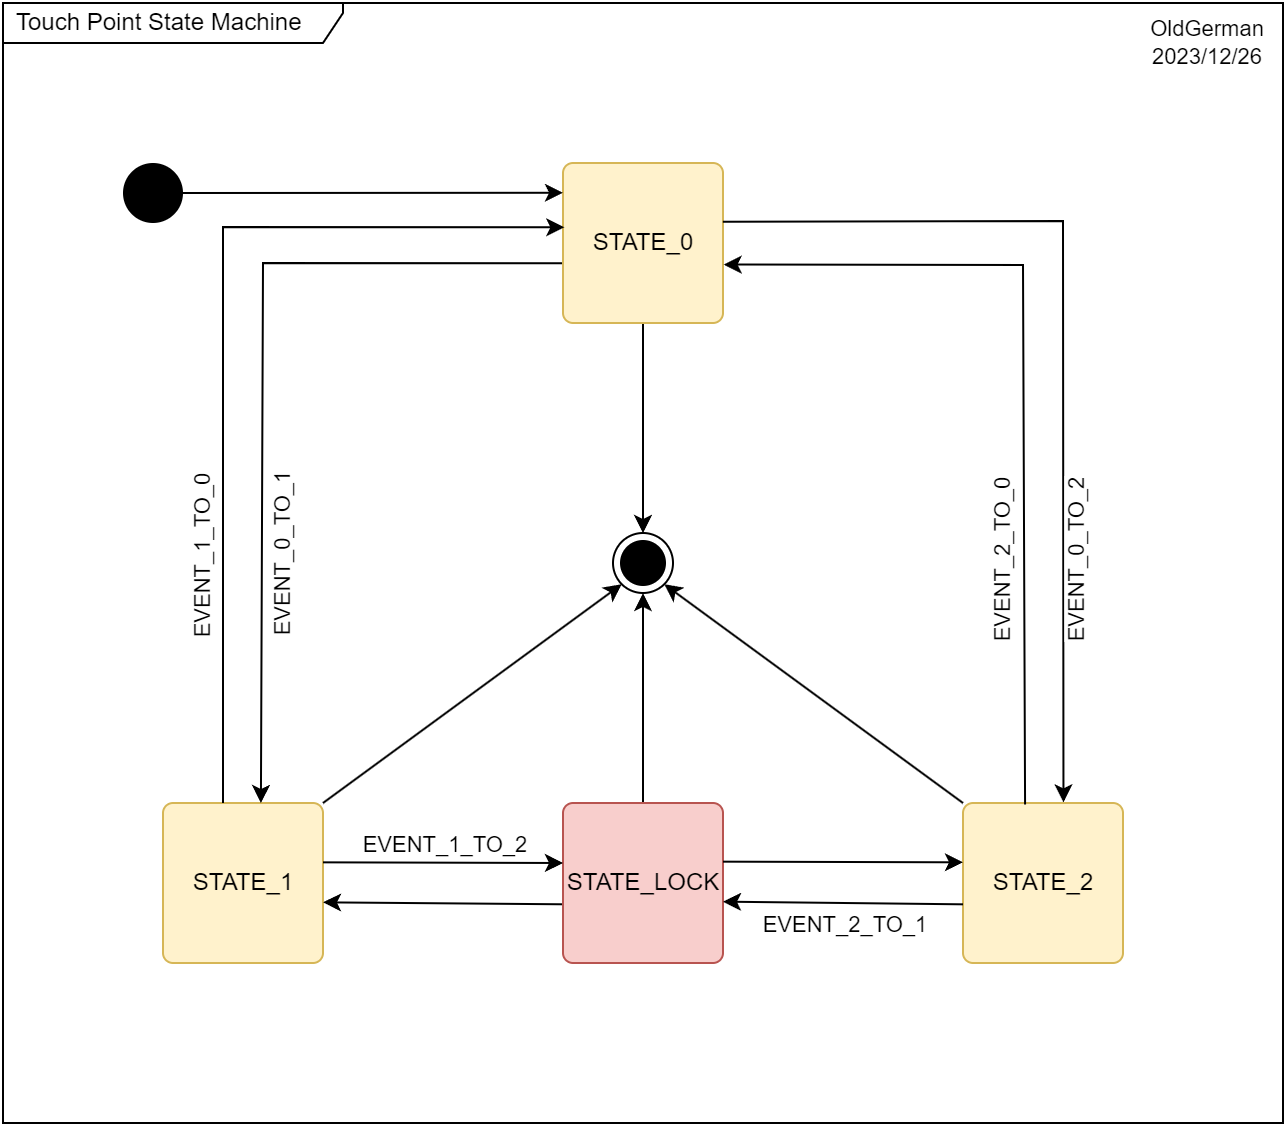 Touch Point State Machine
OldGerman
2023/12/26
STATE_0
EVENT_1_TO_0
EVENT_0_TO_1
EVENT_2_TO_0
EVENT_0_TO_2
EVENT_1_TO_2
STATE_1
STATE_LOCK
STATE_2
EVENT_2_TO_1